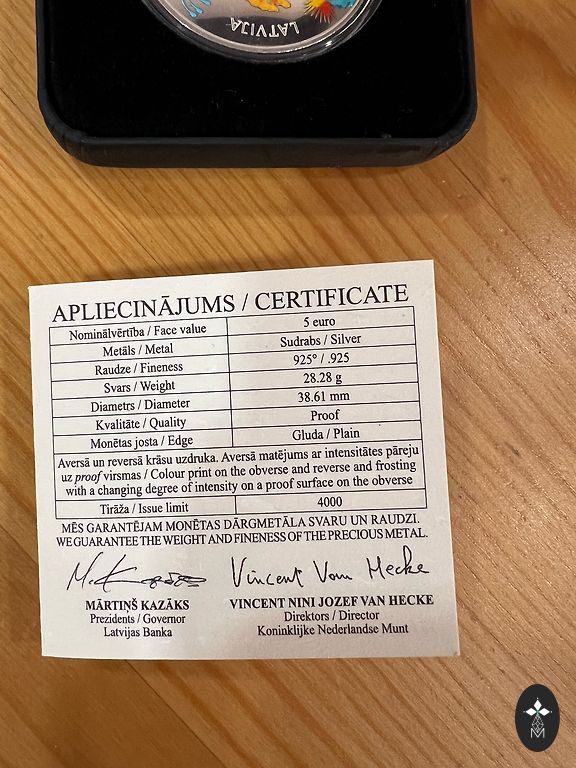 LATVIJA
APLIECINĀJUMS / CERTIFICATE
Nominālvērtība / Face value 5 euro
Metāls / Metal Sudrabs / Silver
Raudze / Fineness 925° / .925
Svars / Weight 28.28 g
Diametrs / Diameter 38.61 mm
Kvalitāte / Quality Proof
Monētas josta / Edge Gluda / Plain
Aversā un reversā krāsu uzdruka. Aversā matējums ar intensitātes pāreju
uz proof virsmas / Colour print on the obverse and reverse and frosting
with a changing degree of intensity on a proof surface on the obverse
Tirāža / Issue limit 4000
MĒS GARANTĒJAM MONĒTAS DĀRGMETĀLA SVARU UN RAUDZI.
WE GUARANTEE THE WEIGHT AND FINENESS OF THE PRECIOUS METAL.
Vincent Van Hecke
MĀRTIŅŠ KAZĀKS VINCENT NINI JOZEF VAN HECKE
Prezidents / Governor Direktors / Director
Latvijas Banka Koninklijke Nederlandse Munt
M